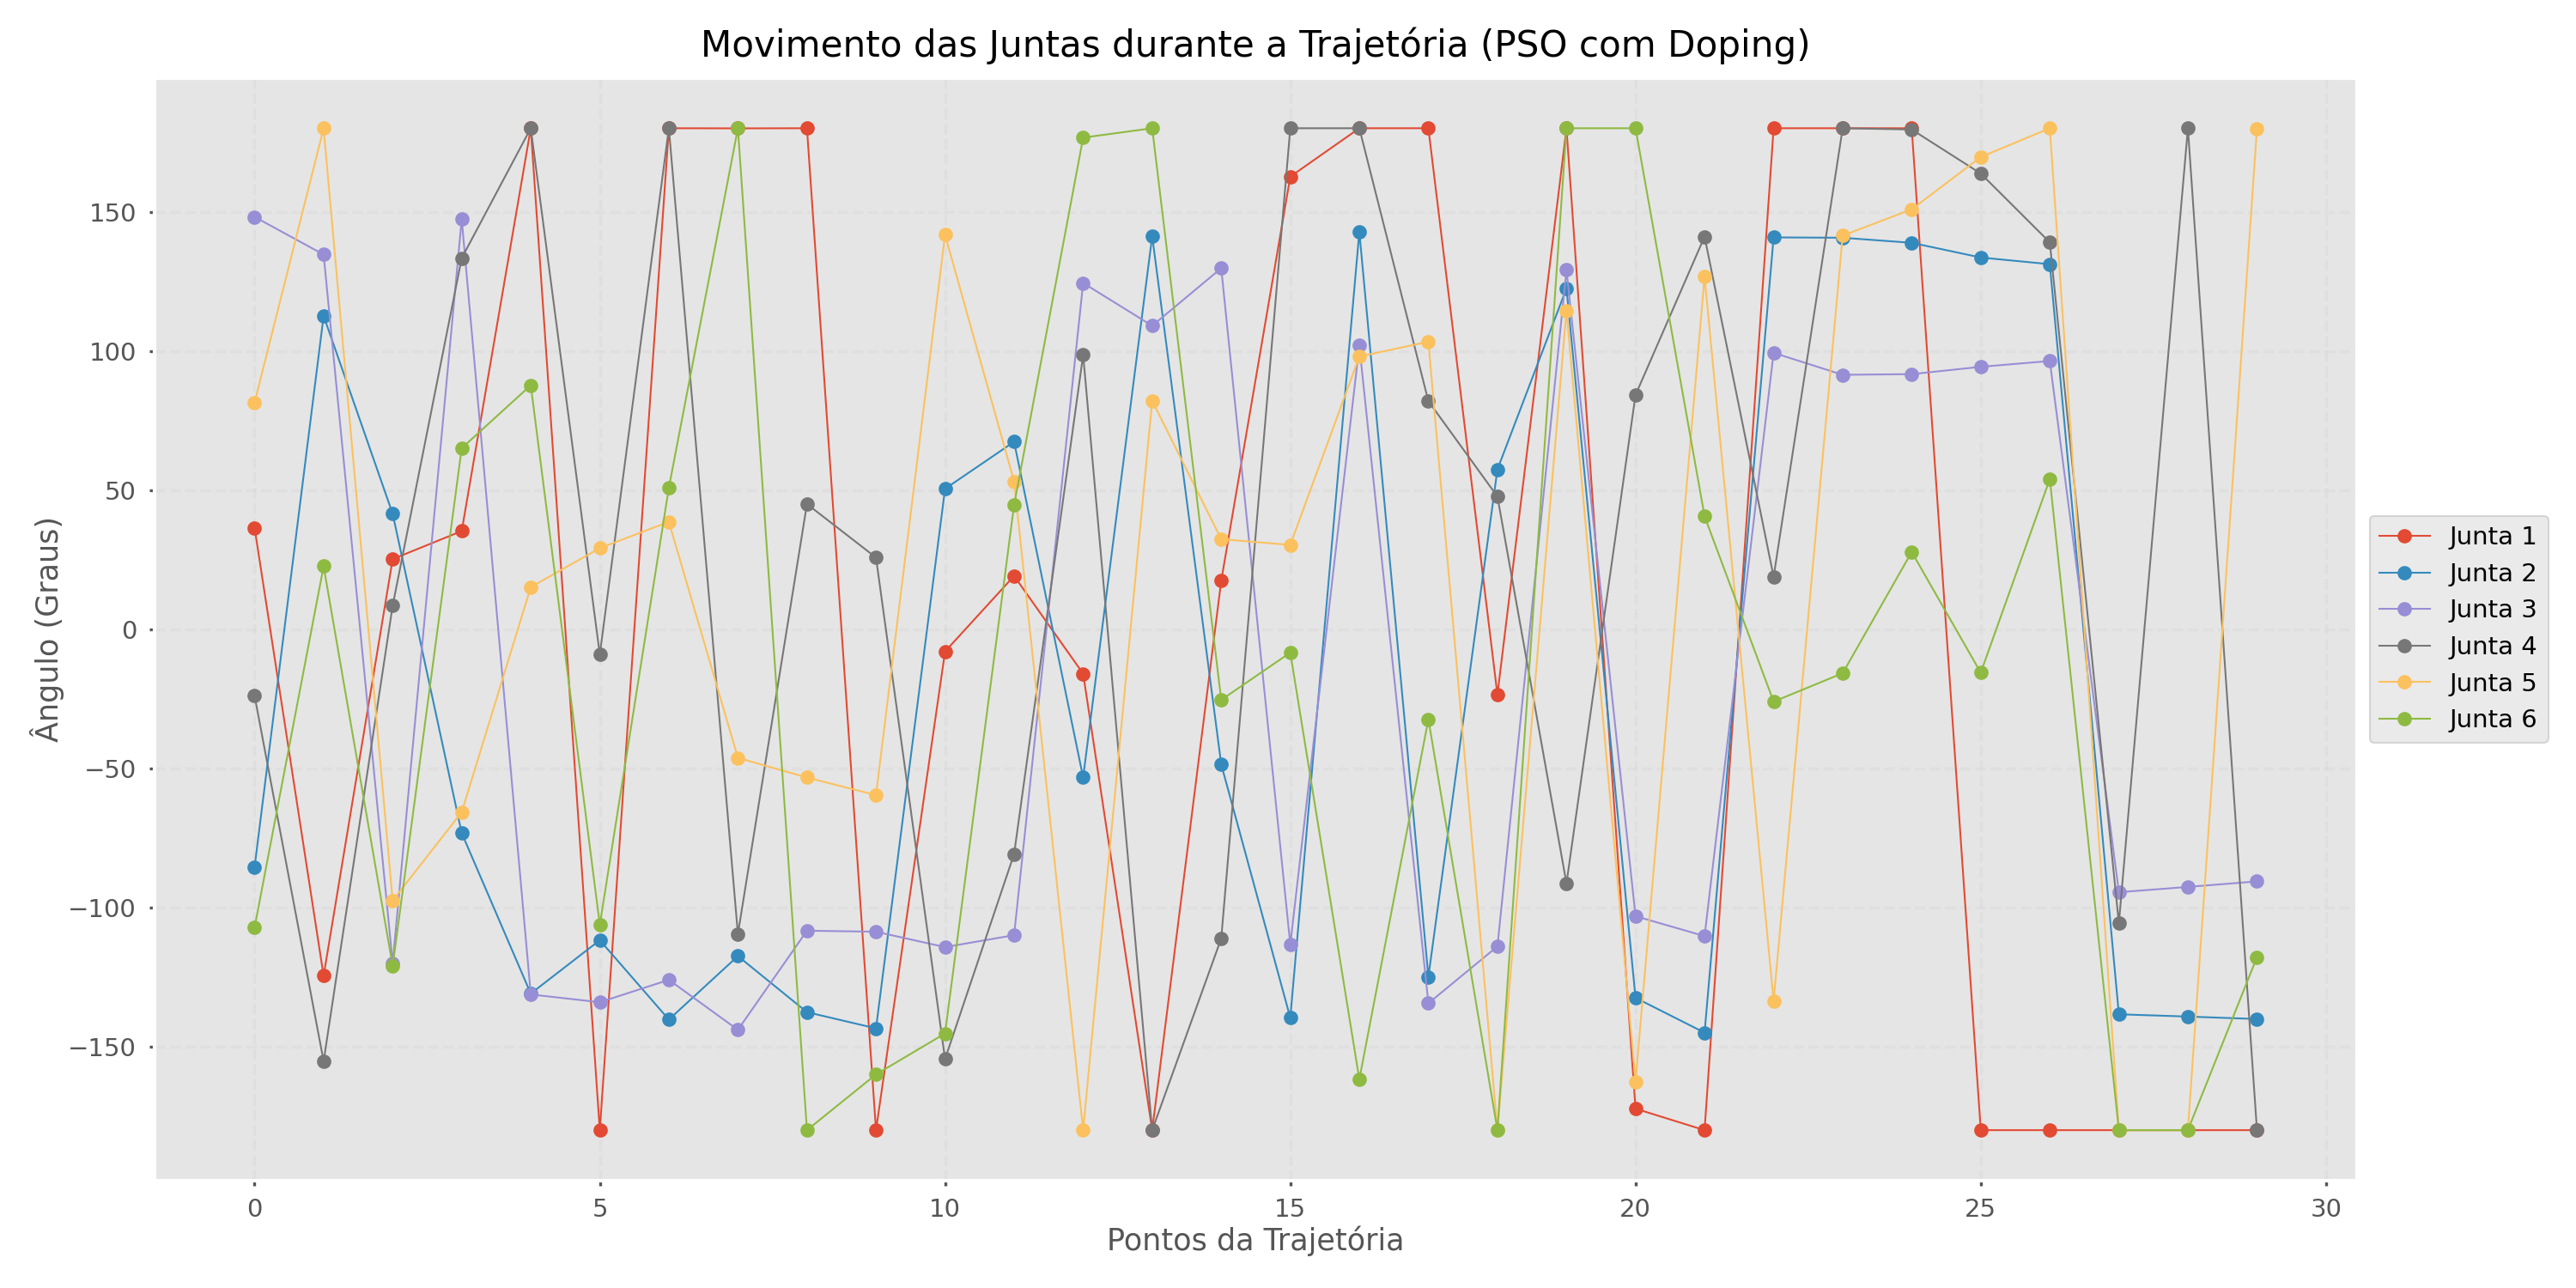 Movimento das Juntas durante a Trajetória (PSO com Doping)
Ângulo (Graus)
150
100
50
0
−50
−100
−150
0
5
10
15
20
25
30
Pontos da Trajetória
Junta 1
Junta 2
Junta 3
Junta 4
Junta 5
Junta 6